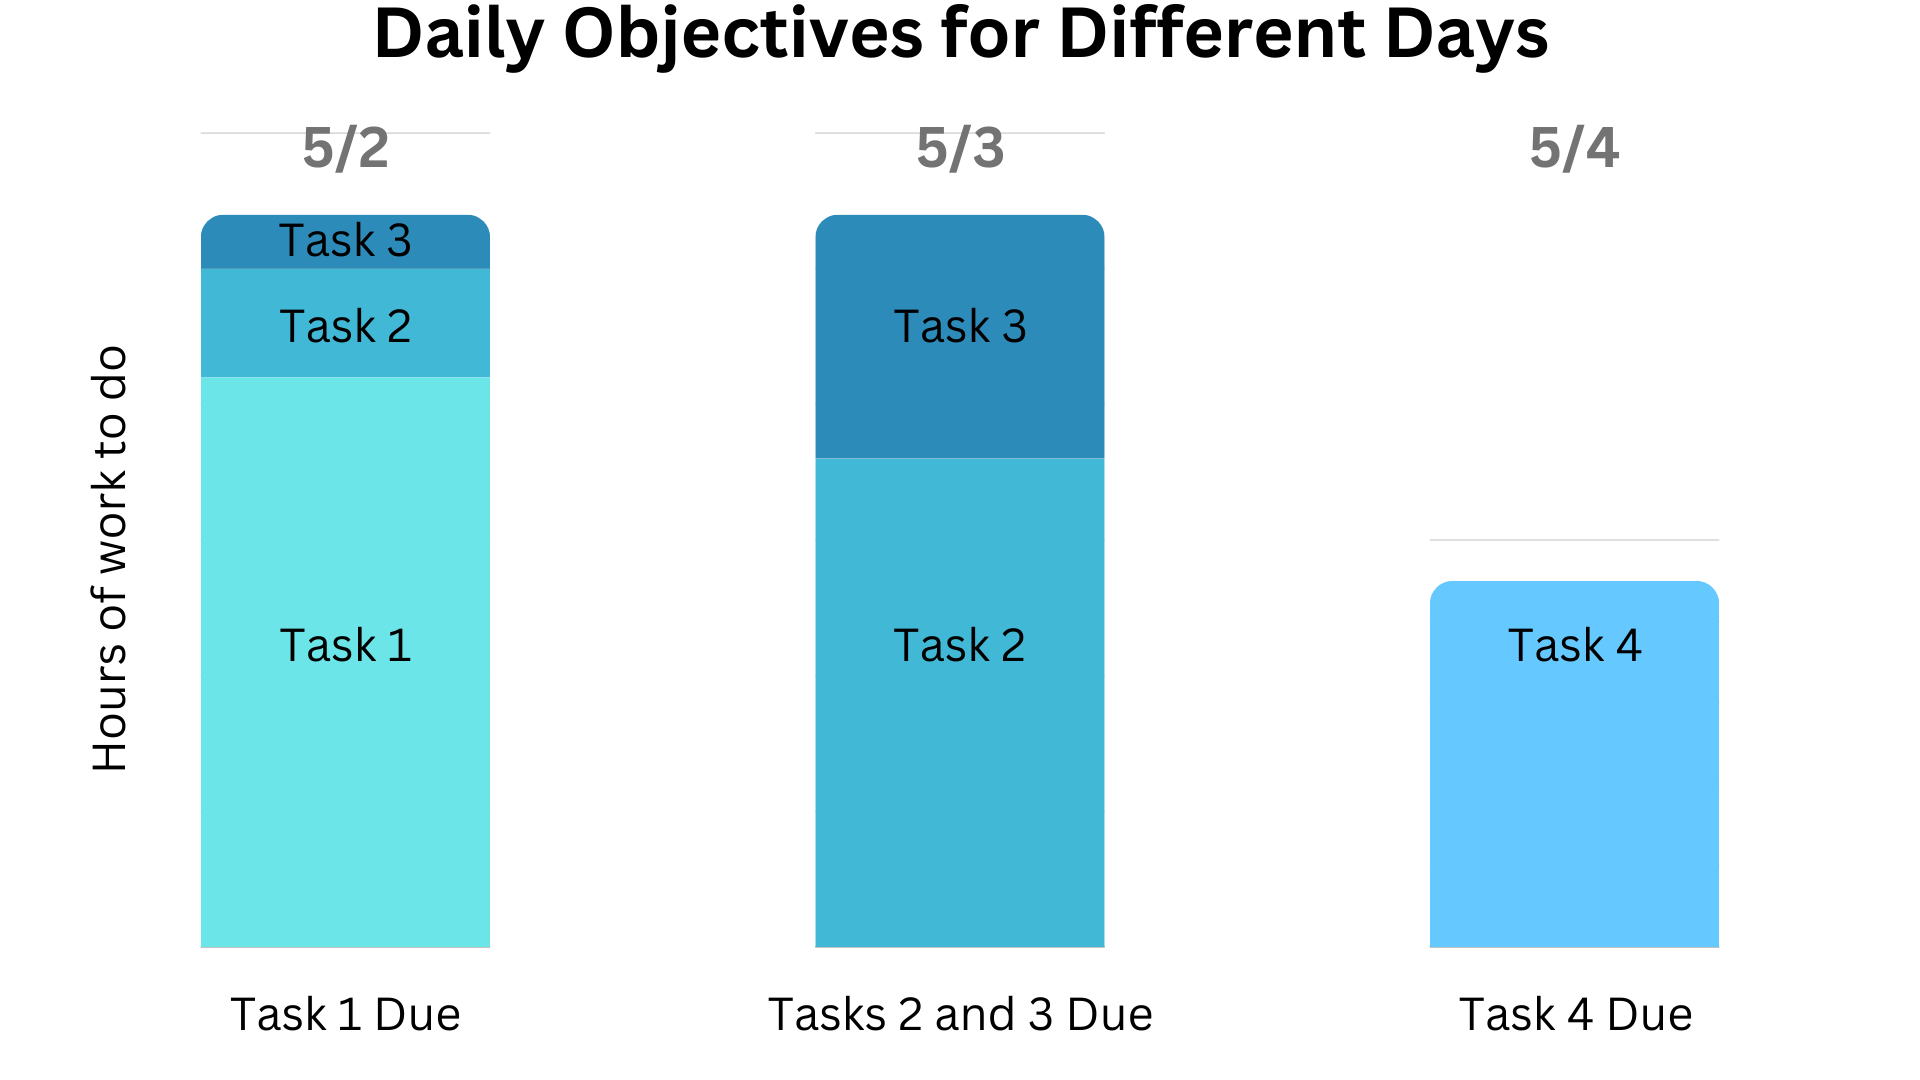 Daily Objectives for Different Days
5/2
5/3
5/4
Hours of work to do
Task 3
Task 2
Task 1
Task 3
Task 2
Task 4
Task 1 Due
Tasks 2 and 3 Due
Task 4 Due